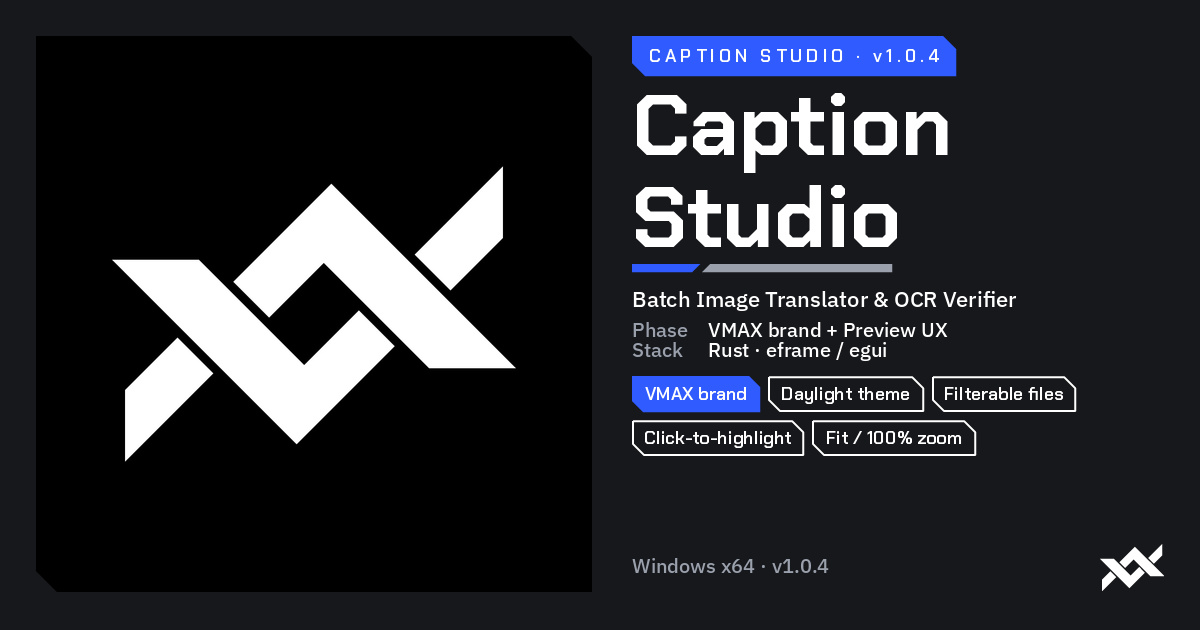 CAPTION STUDIO · v1.0.4
Caption
Studio
Batch Image Translator & OCR Verifier
Phase VMAX brand + Preview UX
Stack Rust · eframe / egui
VMAX brand Daylight theme Filterable files
Click-to-highlight Fit / 100% zoom
Windows x64 · v1.0.4